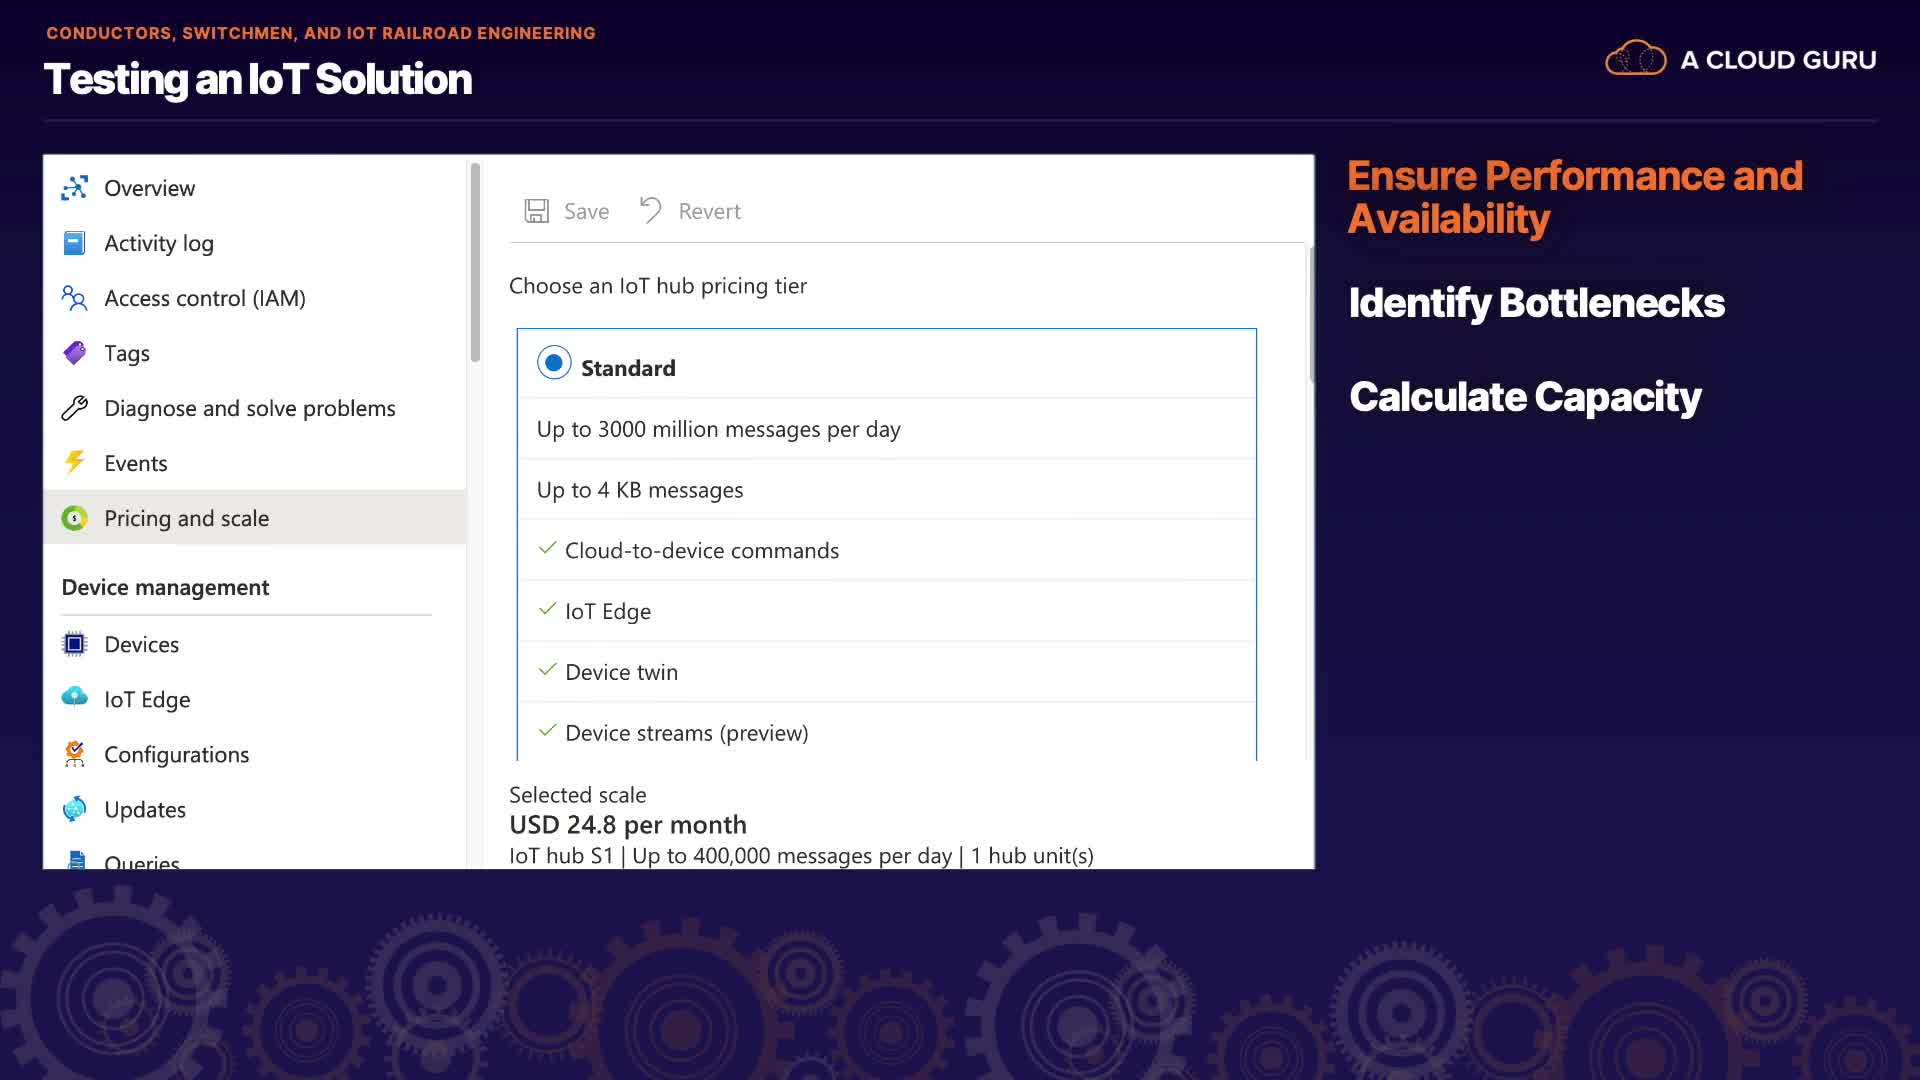 CONDUCTORS, SWITCHMEN, AND IOT RAILROAD ENGINEERING
Testing an IoT Solution
A CLOUD GURU
Overview
Activity log
Access control (IAM)
Tags
Diagnose and solve problems
Events
Pricing and scale
Device management
Devices
IoT Edge
Configurations
Updates
Queries
Save
Revert
Choose an IoT hub pricing tier
Standard
Up to 3000 million messages per day
Up to 4 KB messages
Cloud-to-device commands
IoT Edge
Device twin
Device streams (preview)
Selected scale
USD 24.8 per month
IoT hub S1 | Up to 400,000 messages per day | 1 hub unit(s)
Ensure Performance and
Availability
Identify Bottlenecks
Calculate Capacity